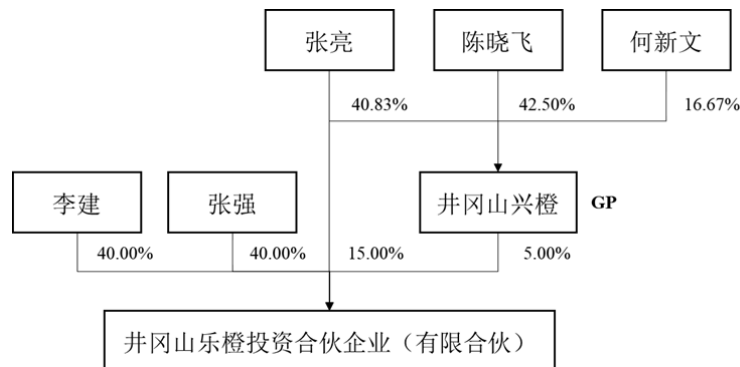 张亮
陈晓飞
何新文
40.83%
42.50%
16.67%
李建
张强
井冈山兴橙
GP
40.00%
40.00%
15.00%
5.00%
井冈山乐橙投资合伙企业（有限合伙）